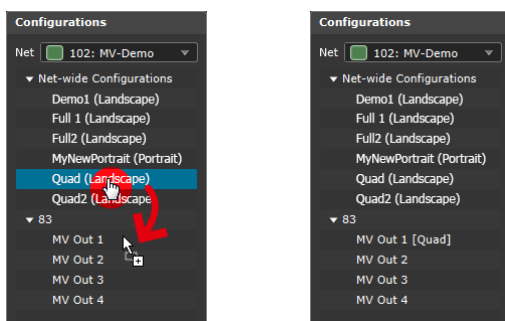 Configurations
Net 102: MV-Demo
Net-wide Configurations
Demo1 (Landscape)
Full 1 (Landscape)
Full2 (Landscape)
MyNewPortrait (Portrait)
Quad (Landscape)
Quad2 (Landscape
83
MV Out 1
MV Out 2
MV Out 3
MV Out 4
Configurations
Net 102: MV-Demo
Net-wide Configurations
Demo1 (Landscape)
Full 1 (Landscape)
Full2 (Landscape)
MyNewPortrait (Portrait)
Quad (Landscape)
Quad2 (Landscape)
83
MV Out 1 [Quad]
MV Out 2
MV Out 3
MV Out 4